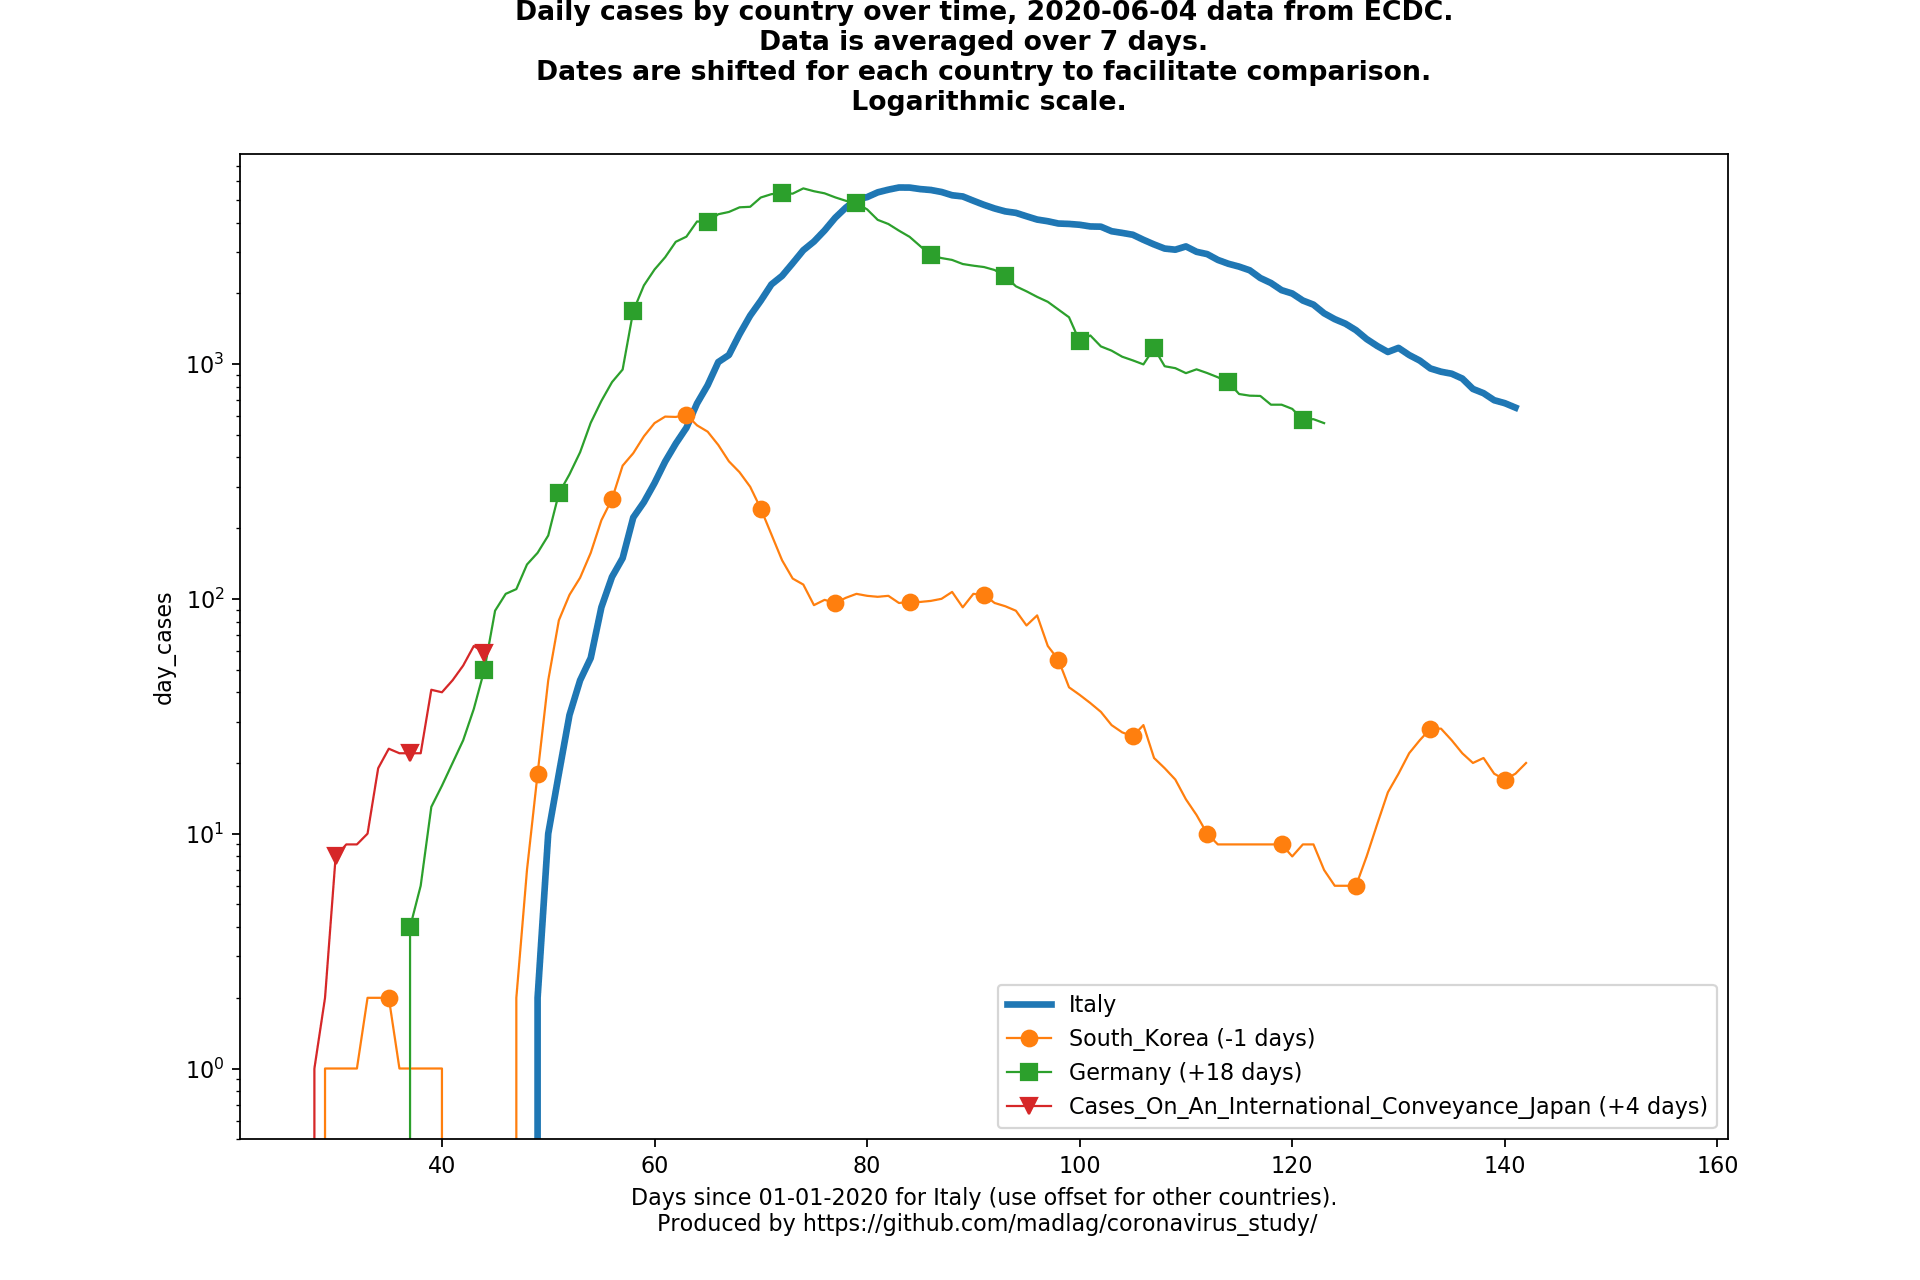 Daily cases by country over time, 2020-06-04 data from ECDC.
Data is averaged over 7 days.
Dates are shifted for each country to facilitate comparison.
Logarithmic scale.
day_cases
10³
10²
10¹
10⁰
Italy
South_Korea (-1 days)
Germany (+18 days)
Cases_On_An_International_Conveyance_Japan (+4 days)
40 60 80 100 120 140 160
Days since 01-01-2020 for Italy (use offset for other countries).
Produced by https://github.com/madlag/coronavirus_study/